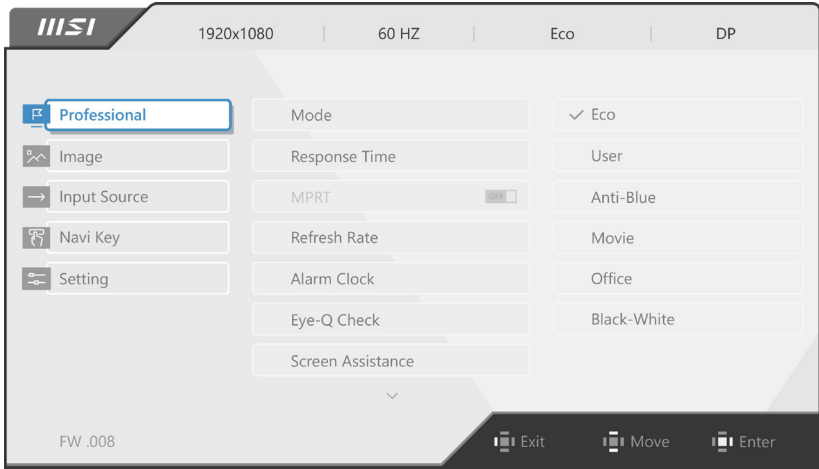 msi 1920x1080 60 HZ Eco DP
Professional Mode Eco
Image Response Time User
Input Source MPRT OFF Anti-Blue
Navi Key Refresh Rate Movie
Setting Alarm Clock Office
Eye-Q Check Black-White
Screen Assistance
FW .008 Exit Move Enter